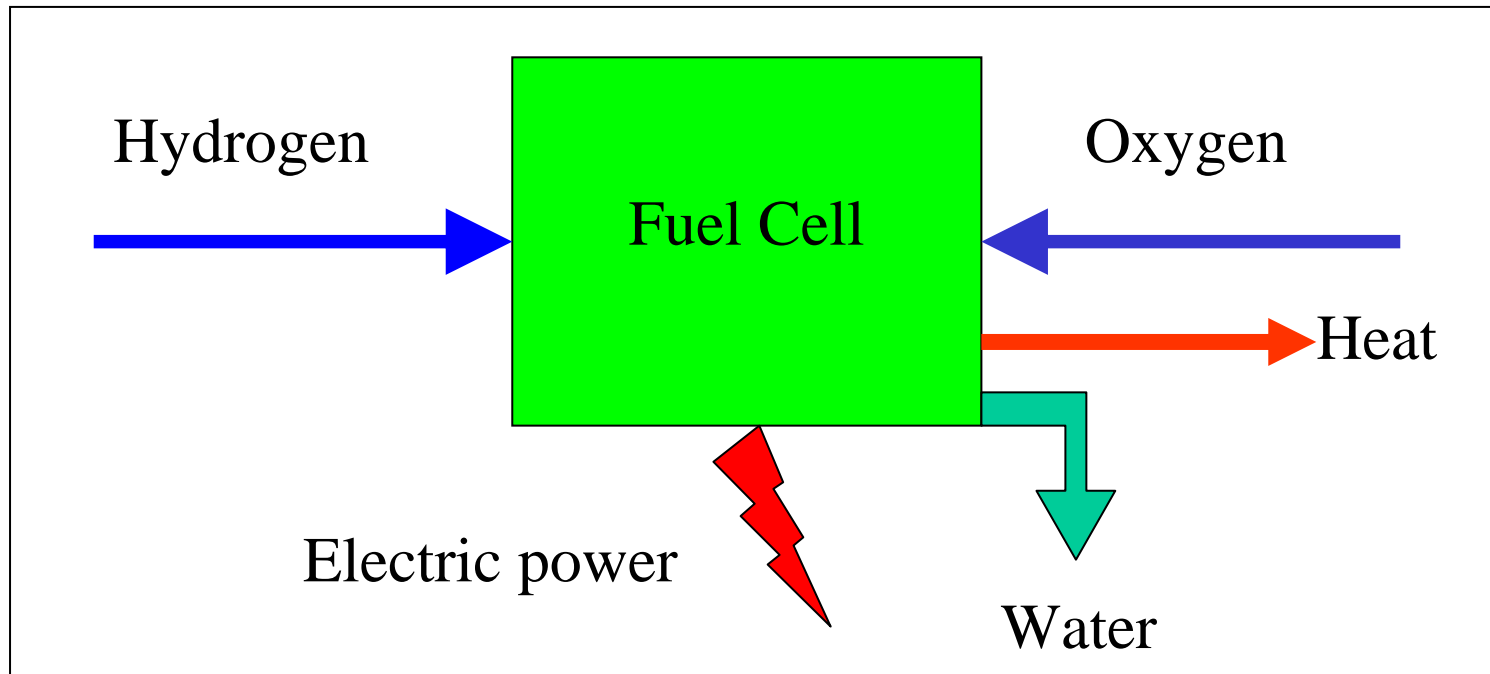 Hydrogen
Oxygen
Fuel Cell
Heat
Electric power
Water